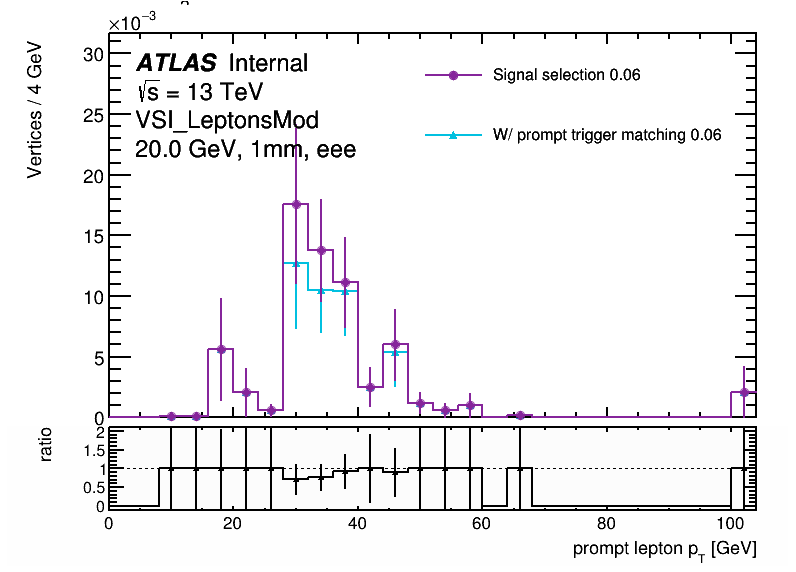 ×10⁻³
Vertices / 4 GeV
30
25
20
15
10
5
0
ATLAS Internal
√s = 13 TeV
VSI_LeptonsMod
20.0 GeV, 1mm, eee
Signal selection 0.06
W/ prompt trigger matching 0.06
ratio
2
1.5
1
0.5
0
0 20 40 60 80 100
prompt lepton p_T [GeV]